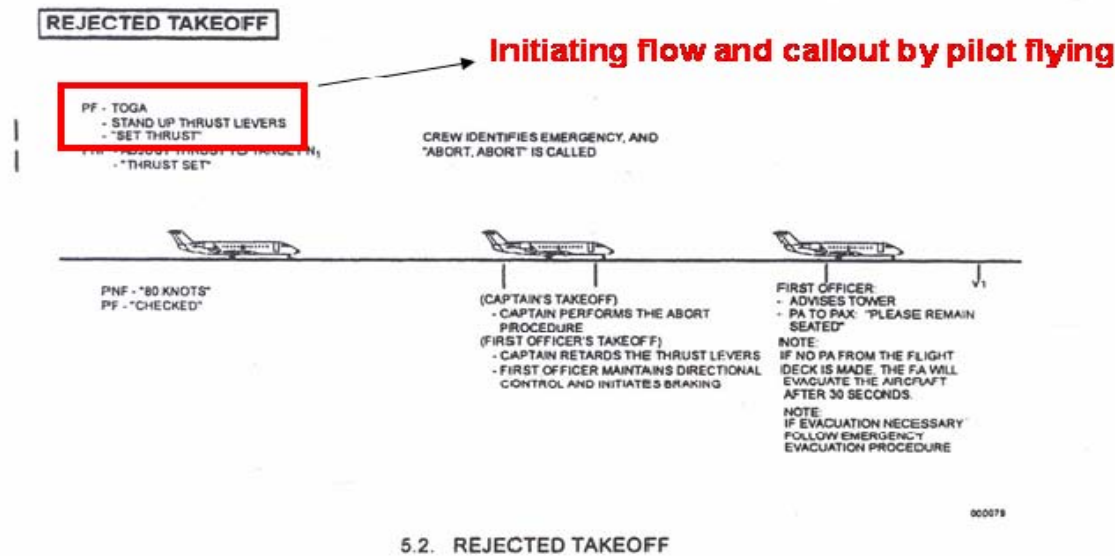 REJECTED TAKEOFF
Initiating flow and callout by pilot flying
PF - TOGA
- STAND UP THRUST LEVERS
- "SET THRUST"
THRUST TO TARGET N1
- "THRUST SET"
CREW IDENTIFIES EMERGENCY, AND
"ABORT, ABORT" IS CALLED
PNF - "80 KNOTS"
PF - "CHECKED"
(CAPTAIN'S TAKEOFF)
- CAPTAIN PERFORMS THE ABORT
PROCEDURE
(FIRST OFFICER'S TAKEOFF)
- CAPTAIN RETARDS THE THRUST LEVERS
- FIRST OFFICER MAINTAINS DIRECTIONAL
CONTROL AND INITIATES BRAKING
FIRST OFFICER:
- ADVISES TOWER
- PA TO PAX: "PLEASE REMAIN
SEATED"
NOTE:
IF NO PA FROM THE FLIGHT
DECK IS MADE, THE F.A WILL
EVACUATE THE AIRCRAFT
AFTER 30 SECONDS.
NOTE:
IF EVACUATION NECESSARY
FOLLOW EMERGENCY
EVACUATION PROCEDURE
V1
000079
5.2. REJECTED TAKEOFF